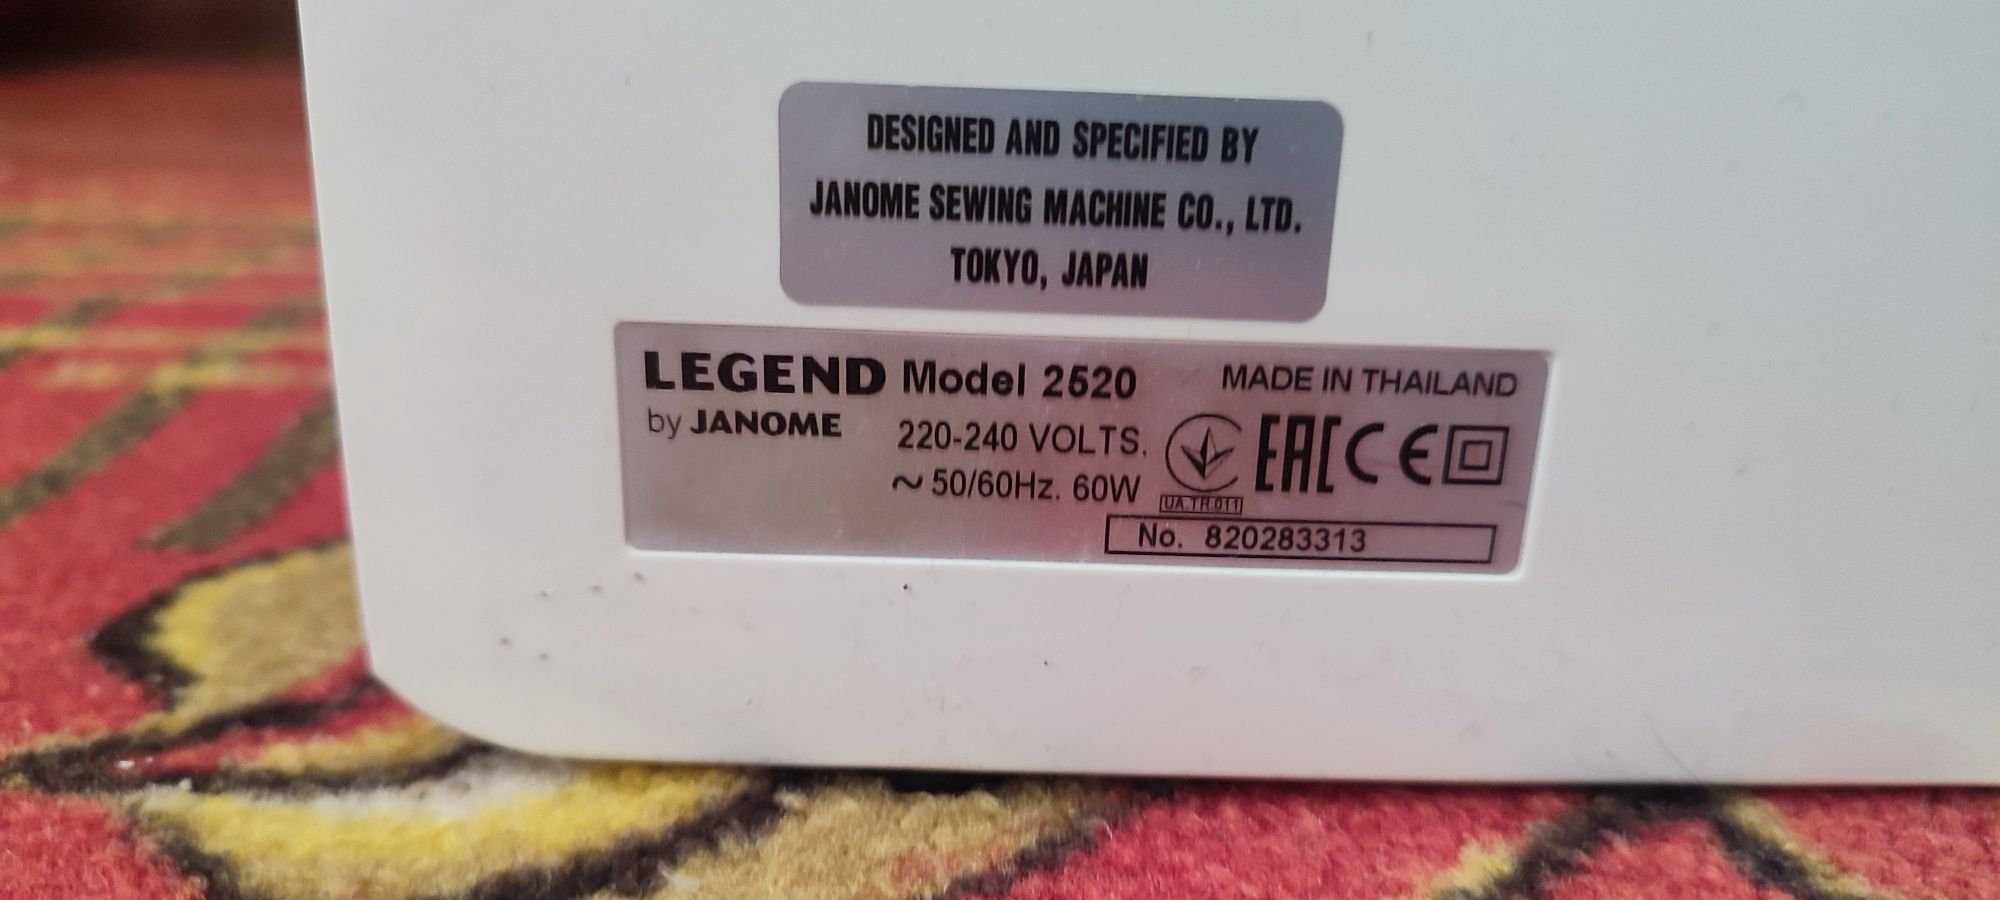 DESIGNED AND SPECIFIED BY
JANOME SEWING MACHINE CO., LTD.
TOKYO, JAPAN
LEGEND Model 2520 MADE IN THAILAND
by JANOME 220-240 VOLTS. EAC CE
~ 50/60Hz. 60W
UA.TR.011
No. 820283313